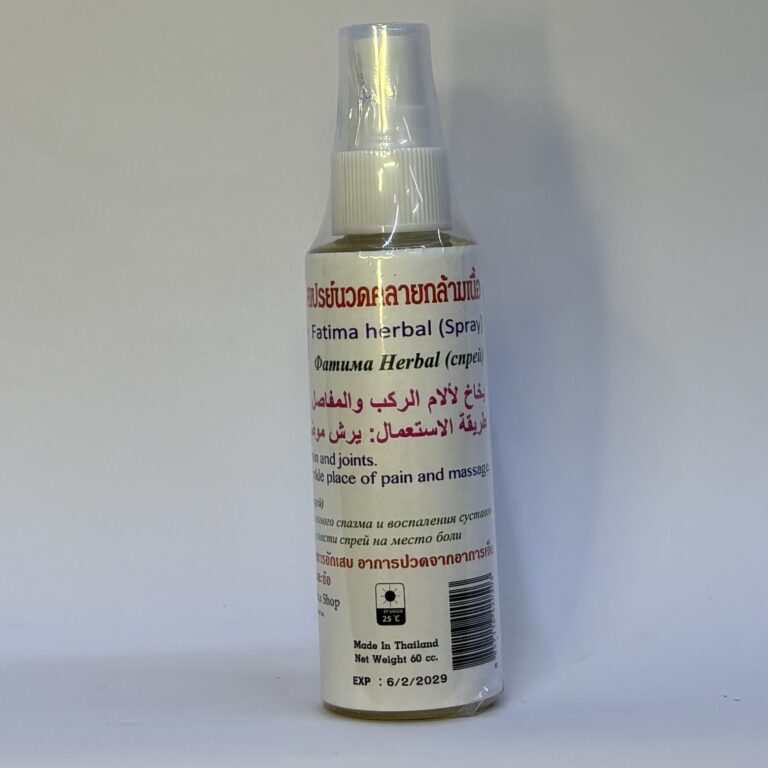 สเปรย์นวดคลายกล้ามเนื้อ
Fatima herbal (Spray)
Фатима Herbal (спрей)
بخاخ لألام الركب والمفاصل
طريقة الاستعمال: يرش
and joints.
place of pain and massage.
спазма и воспаления
спрей на место боли
อาการปวดจากอาการ
Shop
25 °C
Made In Thailand
Net Weight 60 cc.
EXP : 6/2/2029